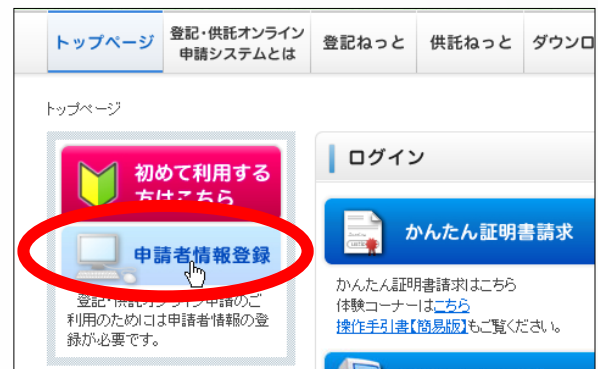 トップページ
登記・供託オンライン
申請システムとは
登記ねっと
供託ねっと
ダウンロ
トップページ
初めて利用する
方はこちら
申請者情報登録
登記・供託オンライン申請のご
利用のためには申請者情報の登
録が必要です。
ログイン
かんたん証明書請求
かんたん証明書請求はこちら
体験コーナーはこちら
操作手引書【簡易版】もご覧ください。